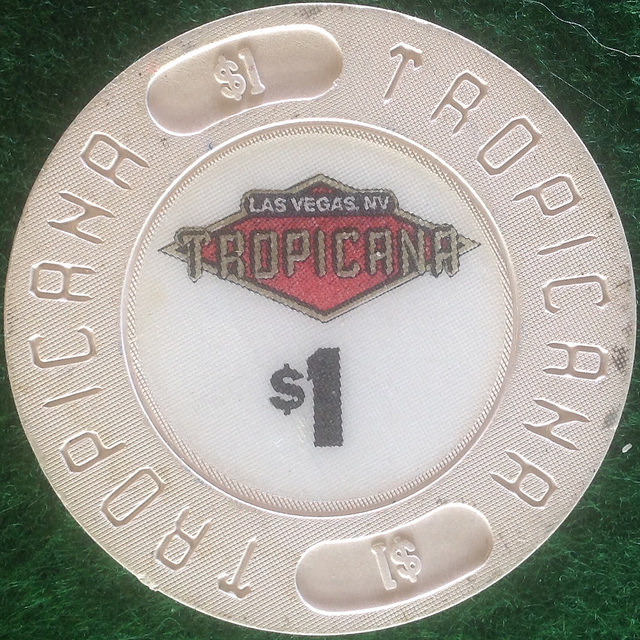 $1
TROPICANA
LAS VEGAS, NV
TROPICANA
$1
TROPICANA
$1